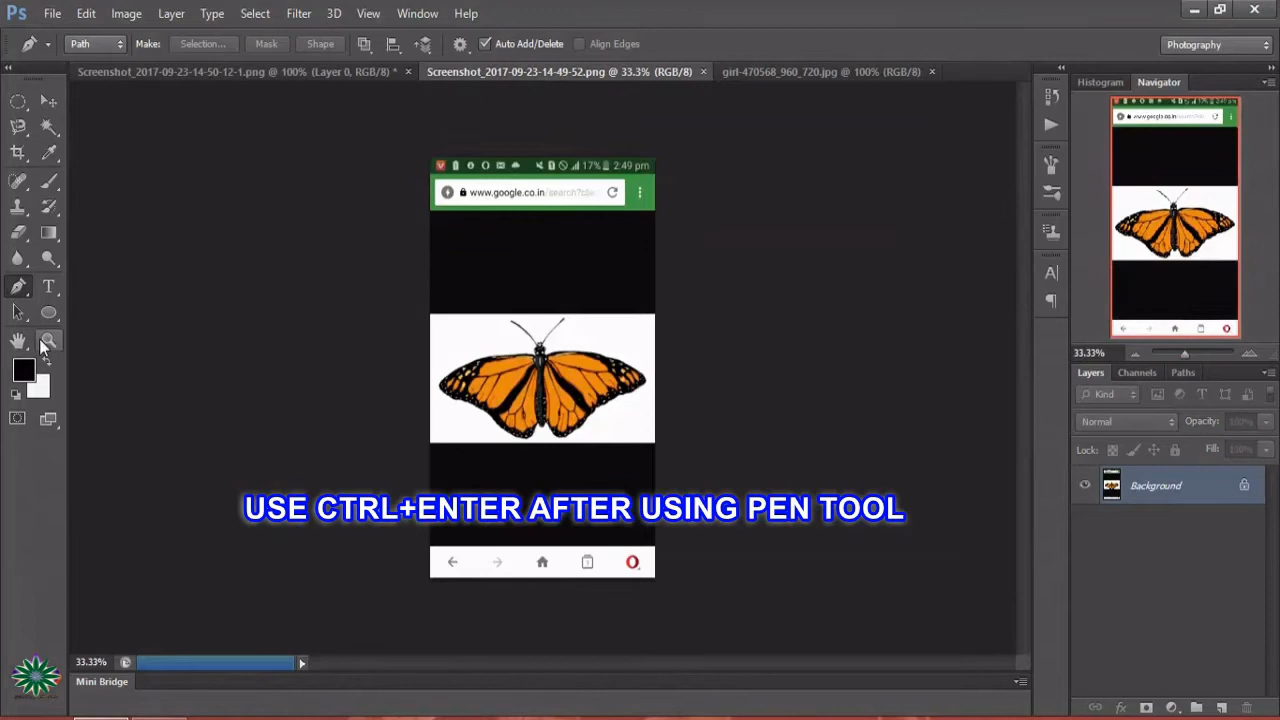 Ps File Edit Image Layer Type Select Filter 3D View Window Help
Path Make: Selection... Mask Shape Auto Add/Delete Align Edges Photography
Screenshot_2017-09-23-14-50-12-1.png @ 100% (Layer 0, RGB/8) * × Screenshot_2017-09-23-14-49-52.png @ 33.3% (RGB/8) × girl-470568_960_720.jpg @ 100% (RGB/8) ×
Histogram Navigator
17% 2:49 pm
www.google.co.in/search?clie
33.33%
Layers Channels Paths
Kind
Normal Opacity: 100%
Lock: Fill: 100%
Background
USE CTRL+ENTER AFTER USING PEN TOOL
33.33%
Mini Bridge